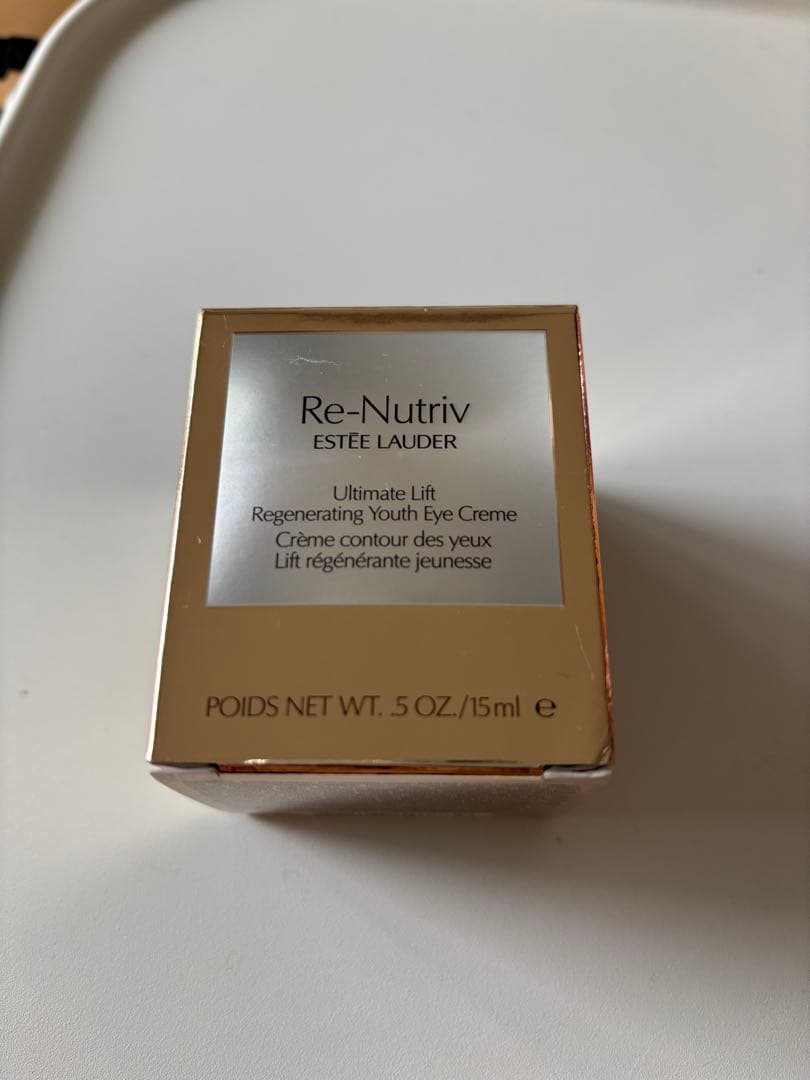 Re-Nutriv
ESTĒE LAUDER
Ultimate Lift
Regenerating Youth Eye Creme
Crème contour des yeux
Lift régénérante jeunesse
POIDS NET WT. .5 OZ./15ml ℮